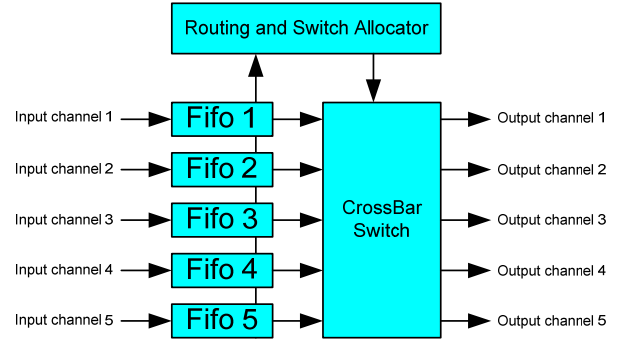 Routing and Switch Allocator
Input channel 1
Fifo 1
Output channel 1
Input channel 2
Fifo 2
Output channel 2
Input channel 3
Fifo 3
CrossBar
Switch
Output channel 3
Input channel 4
Fifo 4
Output channel 4
Input channel 5
Fifo 5
Output channel 5